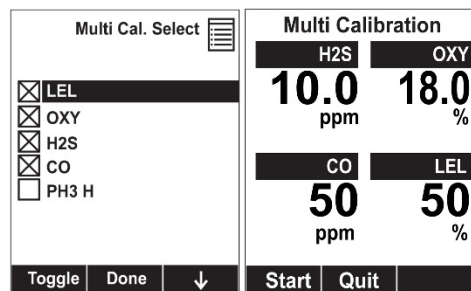 Multi Cal. Select
LEL
OXY
H2S
CO
PH3 H
Toggle Done ↓
Multi Calibration
H2S OXY
10.0 18.0
ppm %
CO LEL
50 50
ppm %
Start Quit